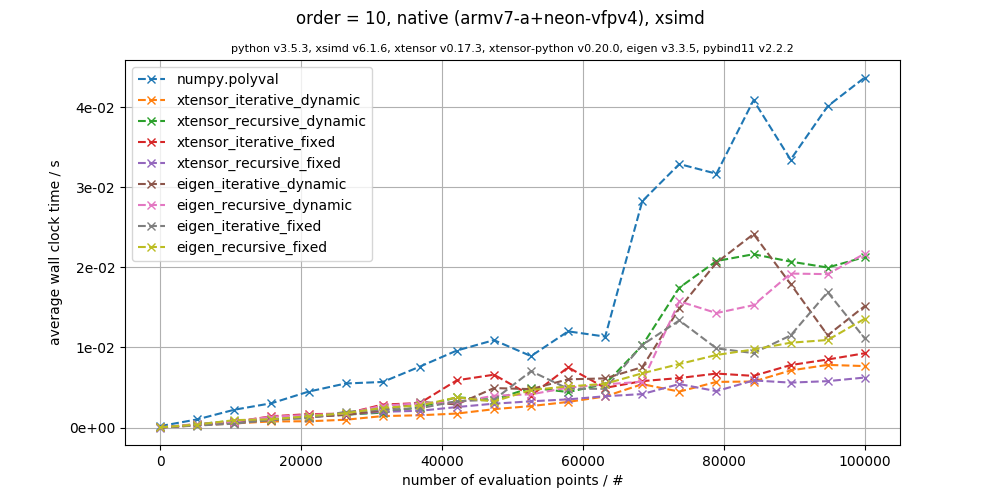 order = 10, native (armv7-a+neon-vfpv4), xsimd
python v3.5.3, xsimd v6.1.6, xtensor v0.17.3, xtensor-python v0.20.0, eigen v3.3.5, pybind11 v2.2.2
numpy.polyval
xtensor_iterative_dynamic
xtensor_recursive_dynamic
xtensor_iterative_fixed
xtensor_recursive_fixed
eigen_iterative_dynamic
eigen_recursive_dynamic
eigen_iterative_fixed
eigen_recursive_fixed
average wall clock time / s
4e-02
3e-02
2e-02
1e-02
0e+00
0 20000 40000 60000 80000 100000
number of evaluation points / #